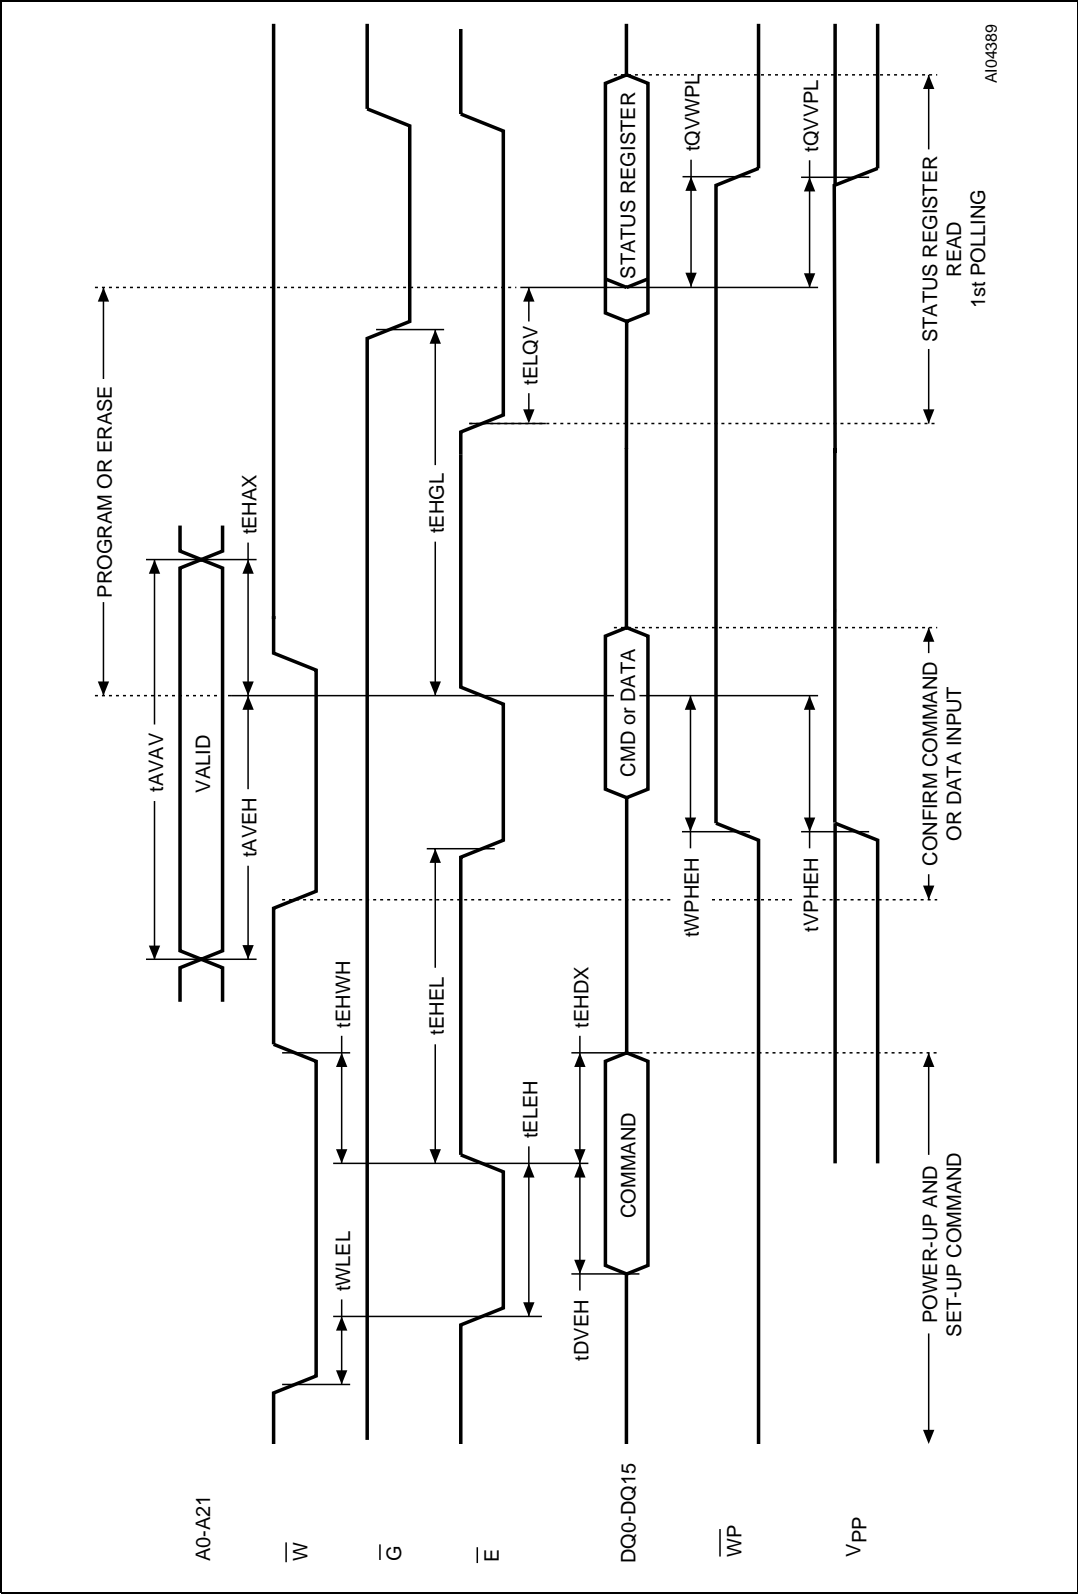 PROGRAM OR ERASE
tAVAV
A0-A21
VALID
tAVEH
tEHAX
W
tWLEL
tEHWH
G
tEHEL
tEHGL
E
tELEH
tELQV
tDVEH
tEHDX
DQ0-DQ15
COMMAND
CMD or DATA
STATUS REGISTER
tWPHEH
tQVWPL
WP
tVPHEH
tQVVPL
VPP
POWER-UP AND
SET-UP COMMAND
CONFIRM COMMAND
OR DATA INPUT
STATUS REGISTER
READ
1st POLLING
AI04389